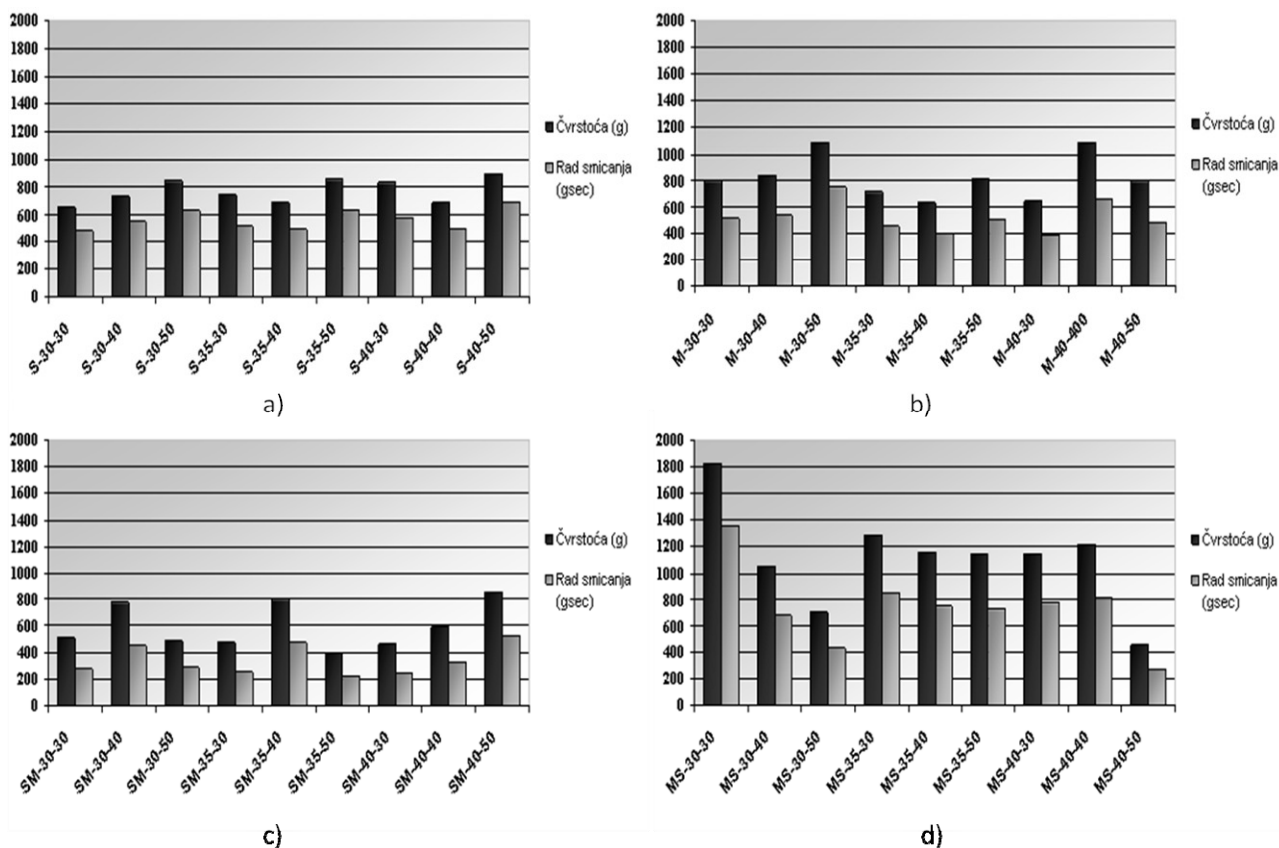 2000
1800
1600
1400
1200
1000
800
600
400
200
0
S-30-30
S-30-40
S-30-50
S-35-30
S-35-40
S-35-50
S-40-30
S-40-40
S-40-50
Čvrstoća (g)
Rad smicanja
(gsec)
a)
2000
1800
1600
1400
1200
1000
800
600
400
200
0
M-30-30
M-30-40
M-30-50
M-35-30
M-35-40
M-35-50
M-40-30
M-40-400
M-40-50
Čvrstoća (g)
Rad smicanja
(gsec)
b)
2000
1800
1600
1400
1200
1000
800
600
400
200
0
SM-30-30
SM-30-40
SM-30-50
SM-35-30
SM-35-40
SM-35-50
SM-40-30
SM-40-40
SM-40-50
Čvrstoća (g)
Rad smicanja
(gsec)
c)
2000
1800
1600
1400
1200
1000
800
600
400
200
0
MS-30-30
MS-30-40
MS-30-50
MS-35-30
MS-35-40
MS-35-50
MS-40-30
MS-40-40
MS-40-50
Čvrstoća (g)
Rad smicanja
(gsec)
d)